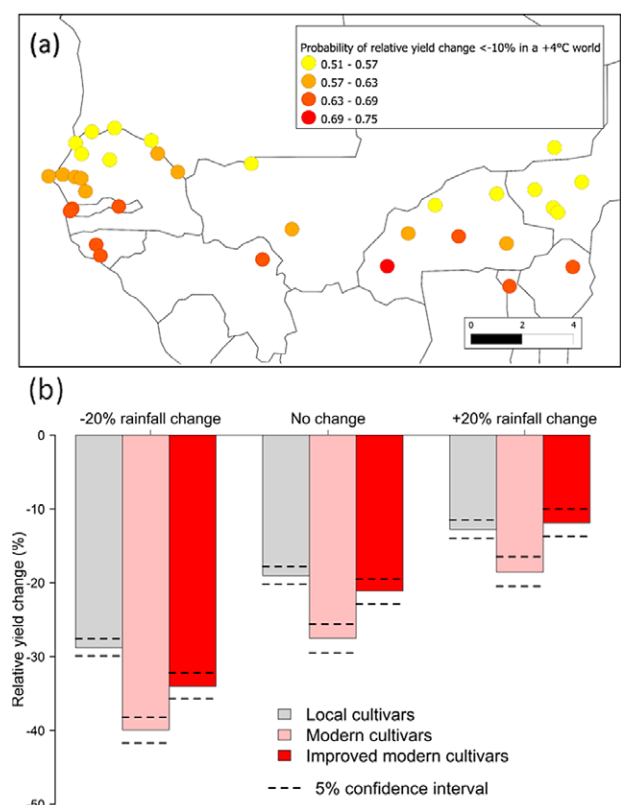 (a)
Probability of relative yield change <-10% in a +4°C world
0.51 - 0.57
0.57 - 0.63
0.63 - 0.69
0.69 - 0.75
0 2 4
(b)
-20% rainfall change No change +20% rainfall change
0
-10
-20
-30
-40
-50
Relative yield change (%)
Local cultivars
Modern cultivars
Improved modern cultivars
5% confidence interval